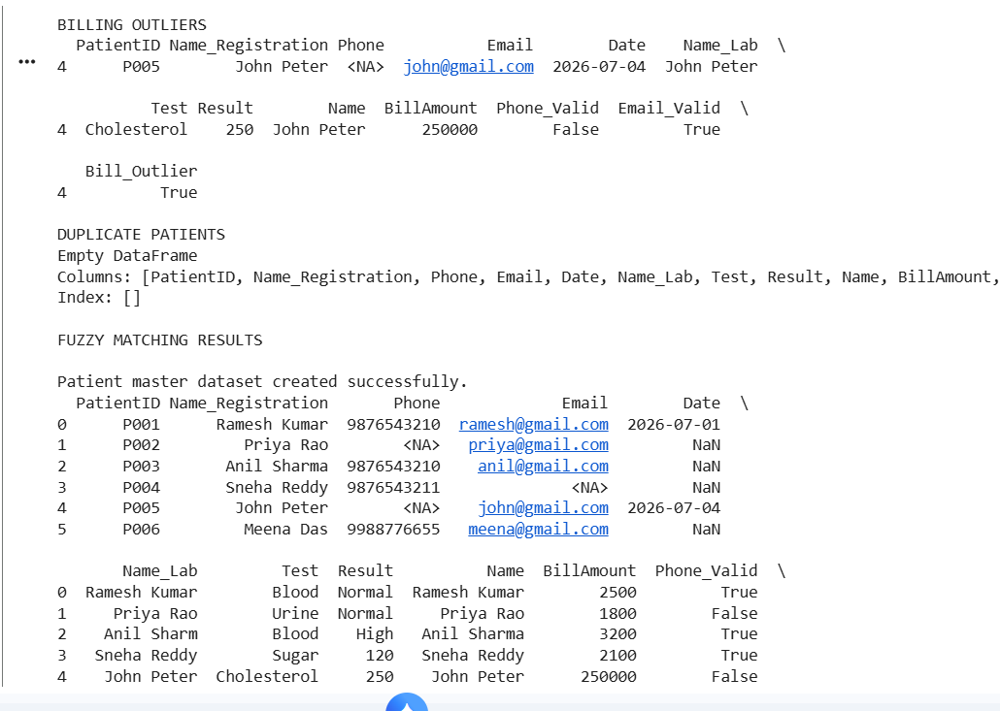 BILLING OUTLIERS
PatientID Name_Registration Phone Email Date Name_Lab \
4 P005 John Peter <NA> john@gmail.com 2026-07-04 John Peter
Test Result Name BillAmount Phone_Valid Email_Valid \
4 Cholesterol 250 John Peter 250000 False True
Bill_Outlier
4 True
DUPLICATE PATIENTS
Empty DataFrame
Columns: [PatientID, Name_Registration, Phone, Email, Date, Name_Lab, Test, Result, Name, BillAmount,
Index: []
FUZZY MATCHING RESULTS
Patient master dataset created successfully.
PatientID Name_Registration Phone Email Date \
0 P001 Ramesh Kumar 9876543210 ramesh@gmail.com 2026-07-01
1 P002 Priya Rao <NA> priya@gmail.com NaN
2 P003 Anil Sharma 9876543210 anil@gmail.com NaN
3 P004 Sneha Reddy 9876543211 <NA> NaN
4 P005 John Peter <NA> john@gmail.com 2026-07-04
5 P006 Meena Das 9988776655 meena@gmail.com NaN
Name_Lab Test Result Name BillAmount Phone_Valid \
0 Ramesh Kumar Blood Normal Ramesh Kumar 2500 True
1 Priya Rao Urine Normal Priya Rao 1800 False
2 Anil Sharm Blood High Anil Sharma 3200 True
3 Sneha Reddy Sugar 120 Sneha Reddy 2100 True
4 John Peter Cholesterol 250 John Peter 250000 False